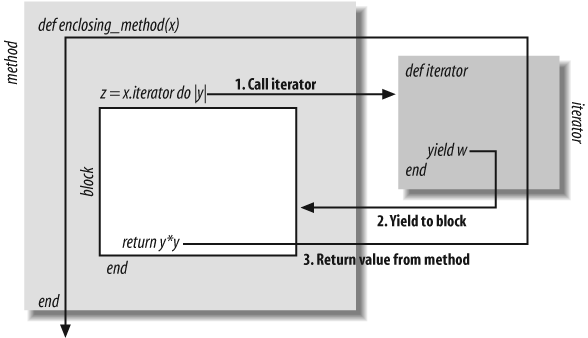 def enclosing_method(x)
method
z = x.iterator do |y|
1. Call iterator
def iterator
iterator
yield w
end
block
2. Yield to block
return y*y
3. Return value from method
end
end